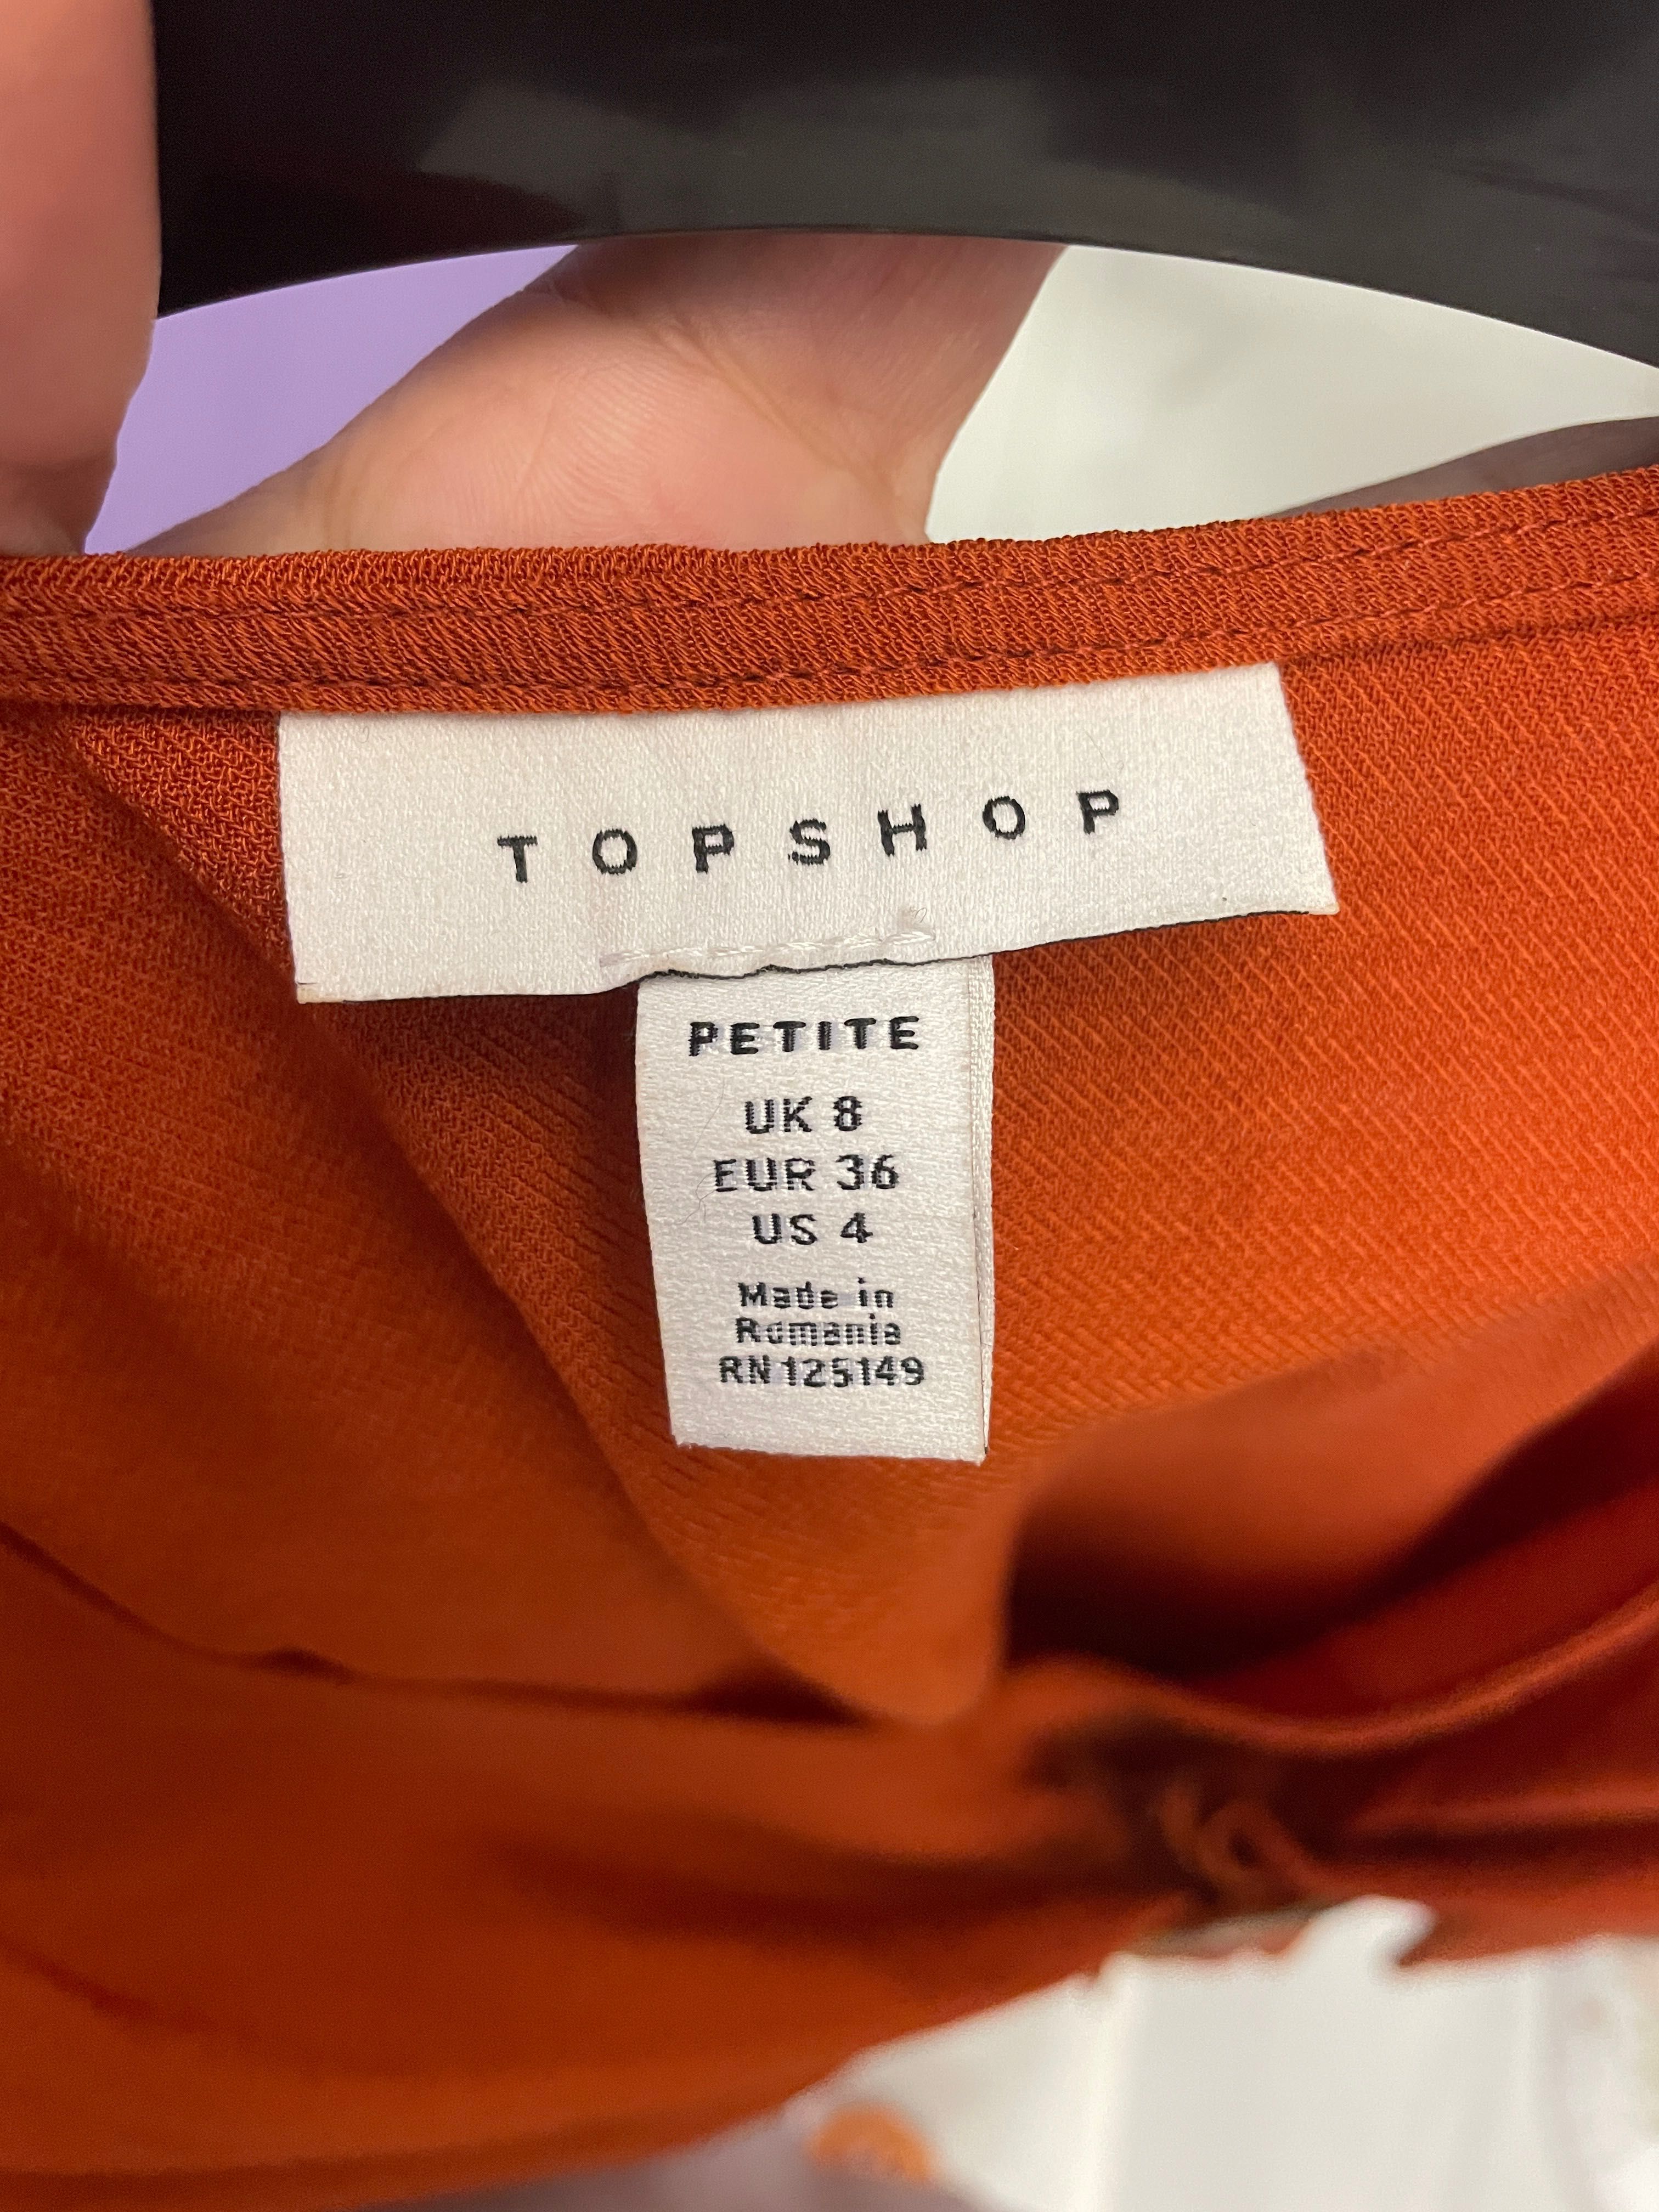 TOPSHOP
PETITE
UK 8
EUR 36
US 4
Made in
Romania
RN 125149